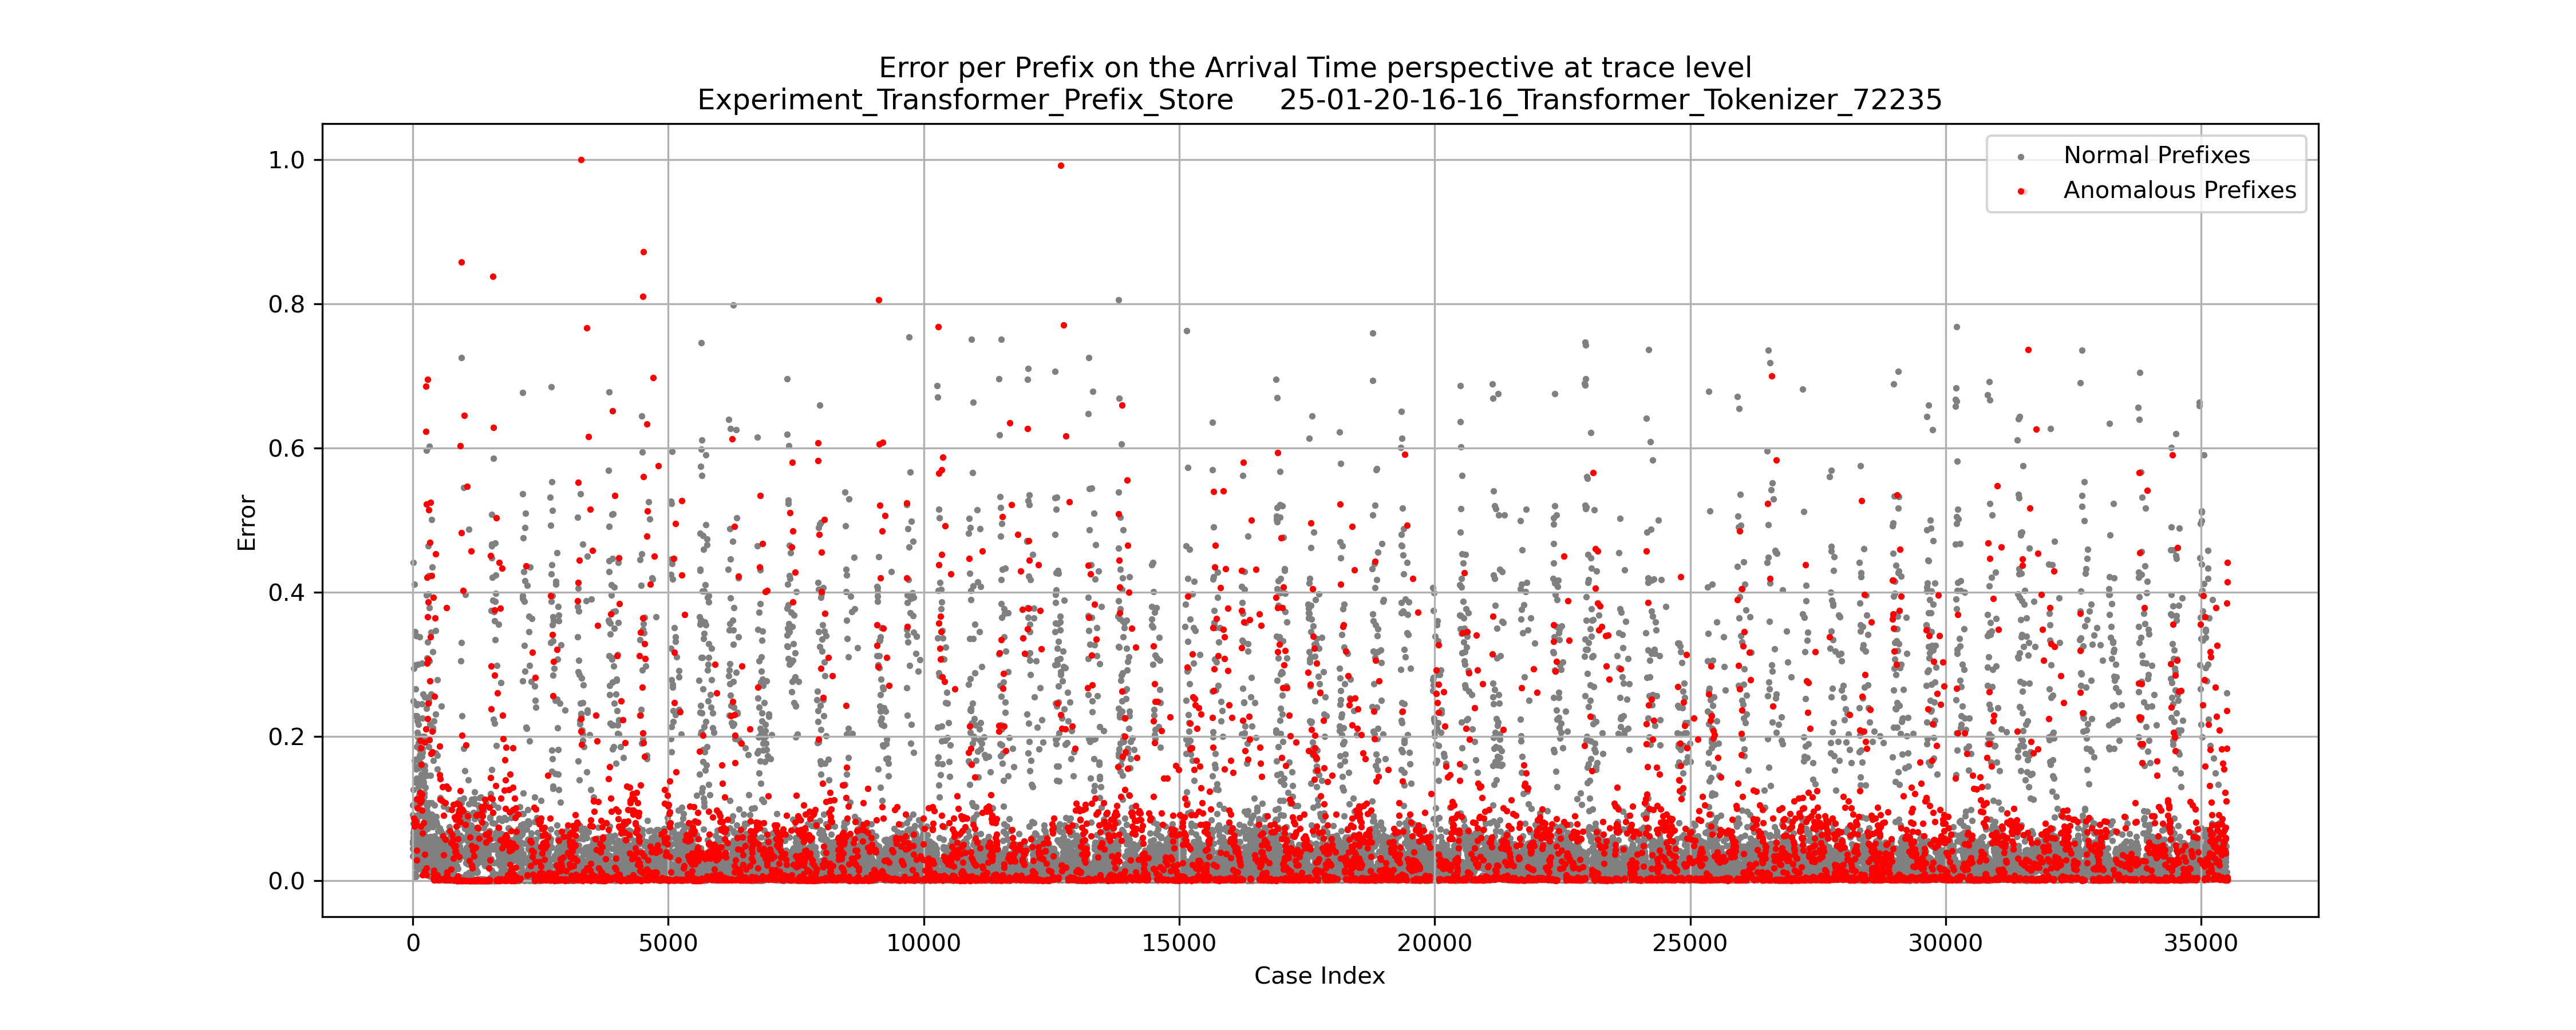 Error per Prefix on the Arrival Time perspective at trace level
Experiment_Transformer_Prefix_Store 25-01-20-16-16_Transformer_Tokenizer_72235
Normal Prefixes
Anomalous Prefixes
1.0
0.8
0.6
0.4
0.2
0.0
Error
0 5000 10000 15000 20000 25000 30000 35000
Case Index